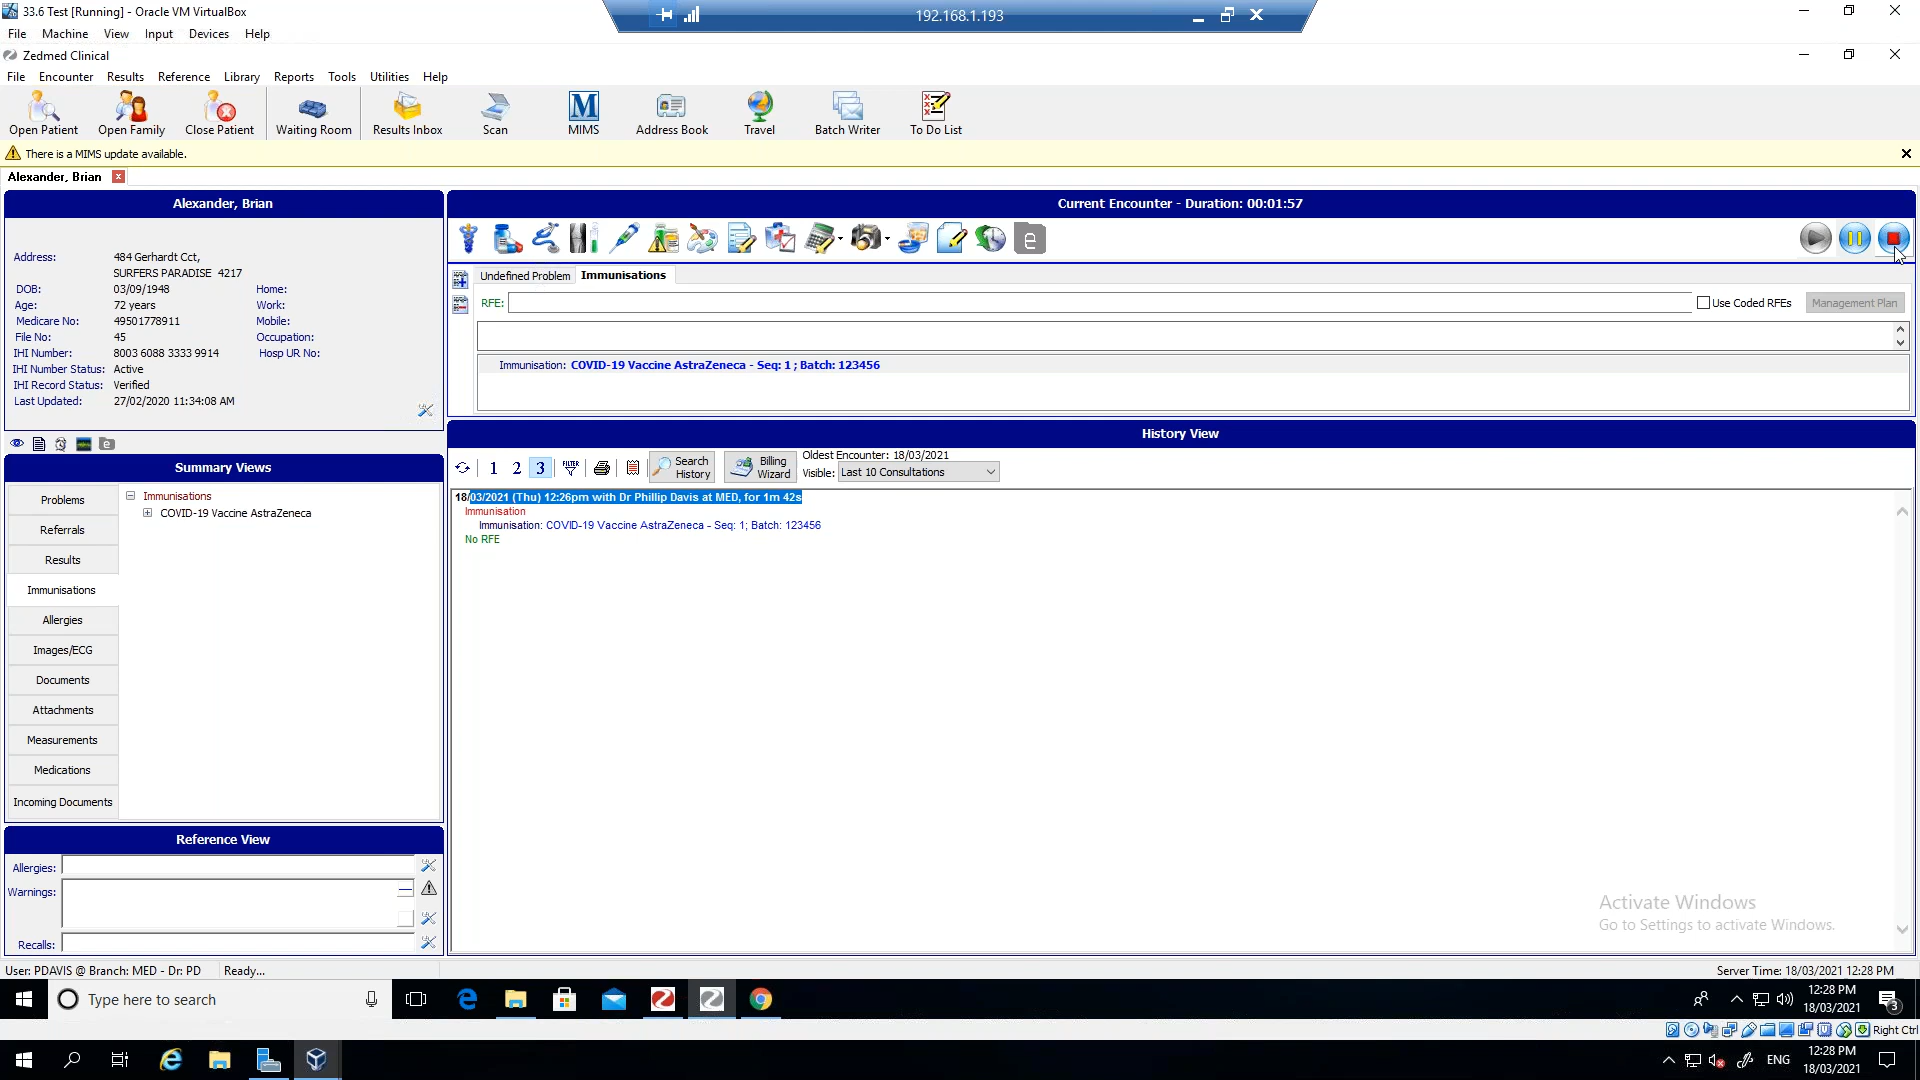 33.6 Test [Running] - Oracle VM VirtualBox
192.168.1.193
File Machine View Input Devices Help
Zedmed Clinical
File Encounter Results Reference Library Reports Tools Utilities Help
Open Patient Open Family Close Patient Waiting Room Results Inbox Scan MIMS Address Book Travel Batch Writer To Do List
There is a MIMS update available.
Alexander, Brian
Alexander, Brian
Address: 484 Gerhardt Cct,
SURFERS PARADISE 4217
DOB: 03/09/1948 Home:
Age: 72 years Work:
Medicare No: 49501778911 Mobile:
File No: 45 Occupation:
IHI Number: 8003 6088 3333 9914 Hosp UR No:
IHI Number Status: Active
IHI Record Status: Verified
Last Updated: 27/02/2020 11:34:08 AM
Current Encounter - Duration: 00:01:57
Undefined Problem Immunisations
RFE: Use Coded RFEs Management Plan
Immunisation: COVID-19 Vaccine AstraZeneca - Seq: 1 ; Batch: 123456
Summary Views
Problems
Referrals
Results
Immunisations
Allergies
Images/ECG
Documents
Attachments
Measurements
Medications
Incoming Documents
Immunisations
COVID-19 Vaccine AstraZeneca
History View
1 2 3 FILTER Search History Billing Wizard
Oldest Encounter: 18/03/2021
Visible: Last 10 Consultations
18/03/2021 (Thu) 12:26pm with Dr Phillip Davis at MED, for 1m 42s
Immunisation
Immunisation: COVID-19 Vaccine AstraZeneca - Seq: 1; Batch: 123456
No RFE
Reference View
Allergies:
Warnings:
Recalls:
Activate Windows
Go to Settings to activate Windows.
User: PDAVIS @ Branch: MED - Dr: PD Ready...
Server Time: 18/03/2021 12:28 PM
Type here to search
12:28 PM
18/03/2021
3
Right Ctrl
ENG
12:28 PM
18/03/2021